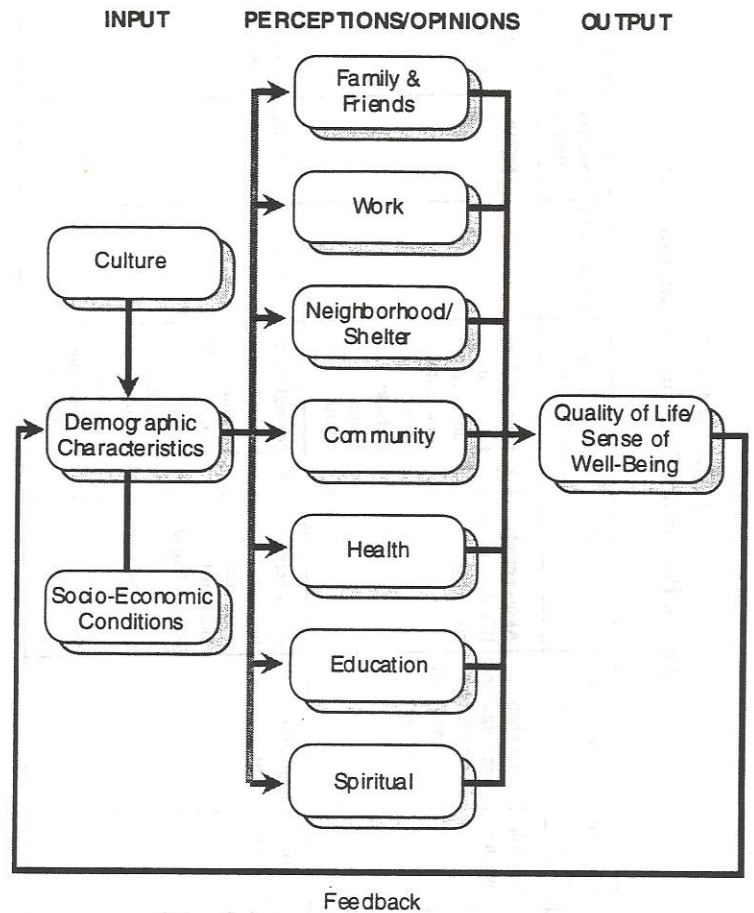 INPUT
PERCEPTIONS/OPINIONS
OUTPUT
Family &
Friends
Work
Culture
Neighborhood/
Shelter
Demographic
Characteristics
Community
Quality of Life/
Sense of
Well-Being
Health
Socio-Economic
Conditions
Education
Spiritual
Feedback